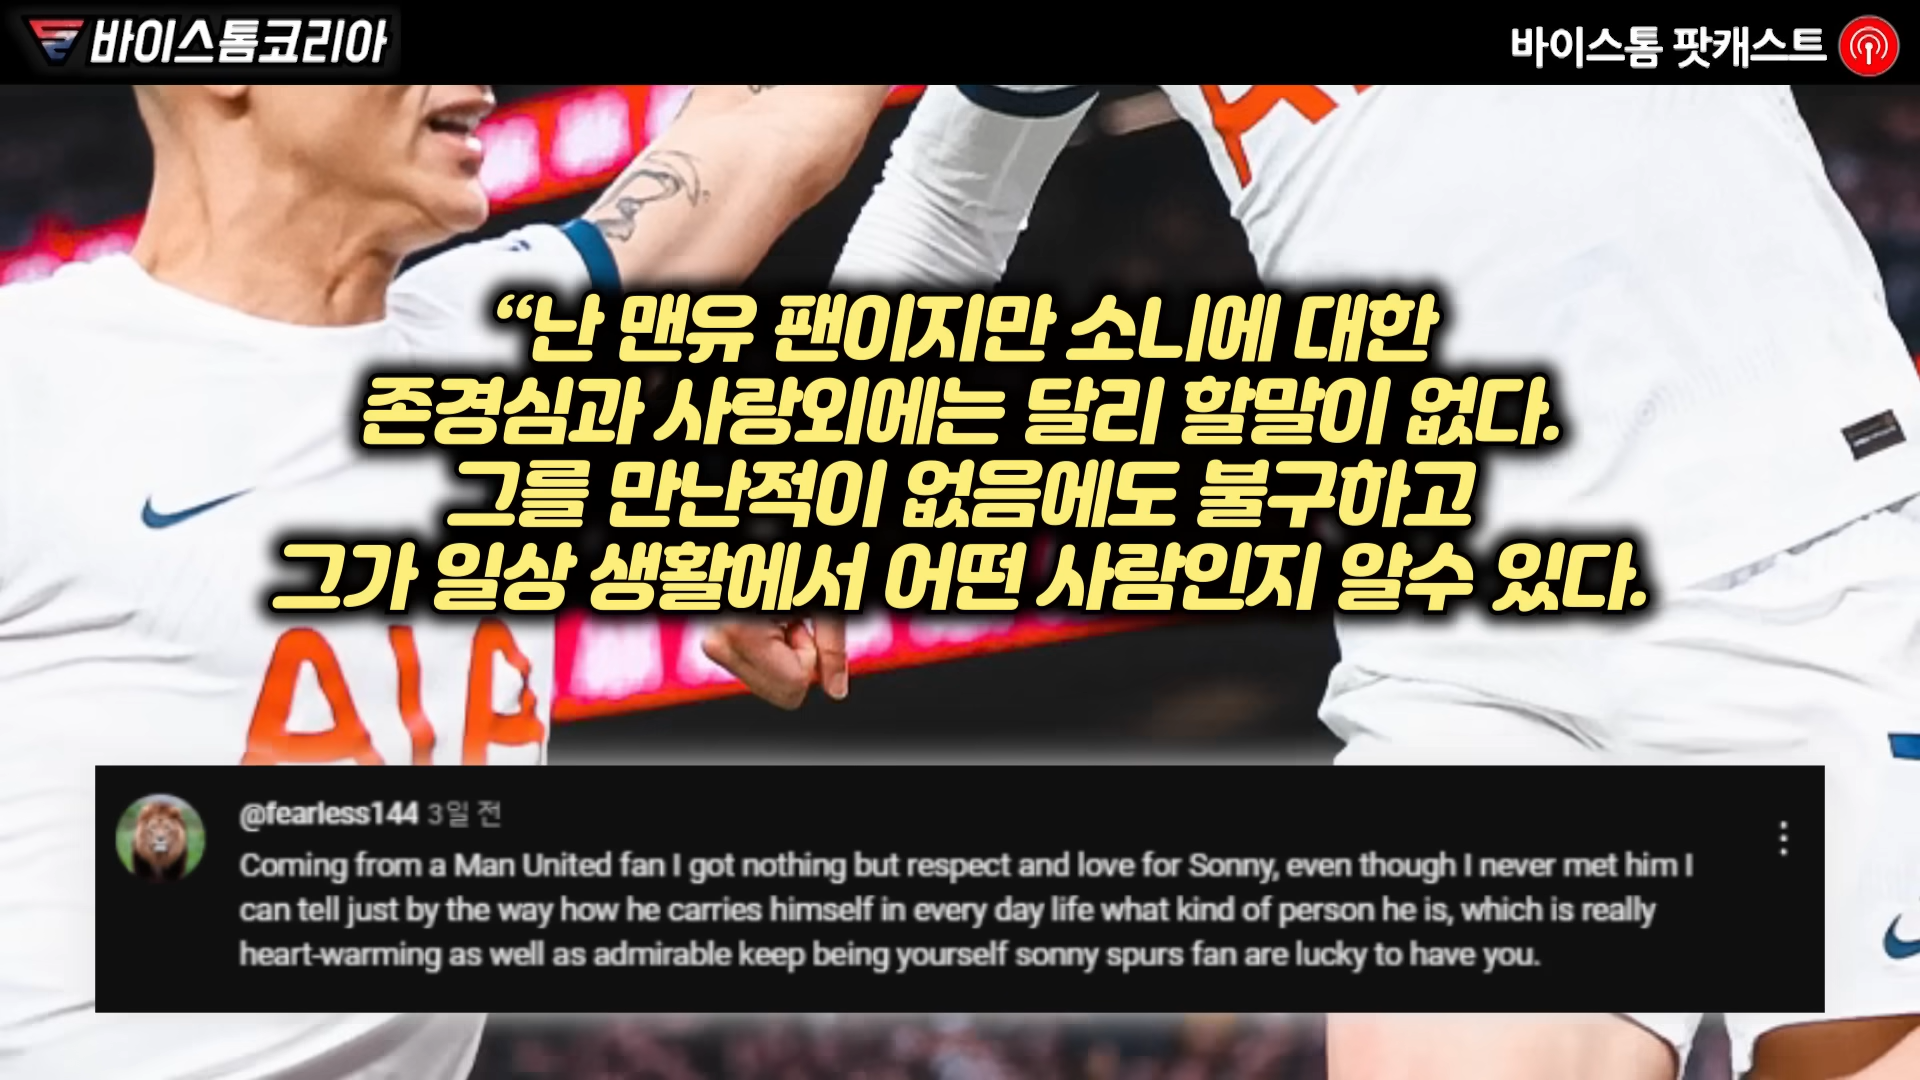 바이스톰코리아
바이스톰 팟캐스트
“난 맨유 팬이지만 소니에 대한
존경심과 사랑외에는 달리 할말이 없다.
그를 만난적이 없음에도 불구하고
그가 일상 생활에서 어떤 사람인지 알수 있다.
AIA
@fearless144 3일 전
Coming from a Man United fan I got nothing but respect and love for Sonny, even though I never met him I
can tell just by the way how he carries himself in every day life what kind of person he is, which is really
heart-warming as well as admirable keep being yourself sonny spurs fan are lucky to have you.